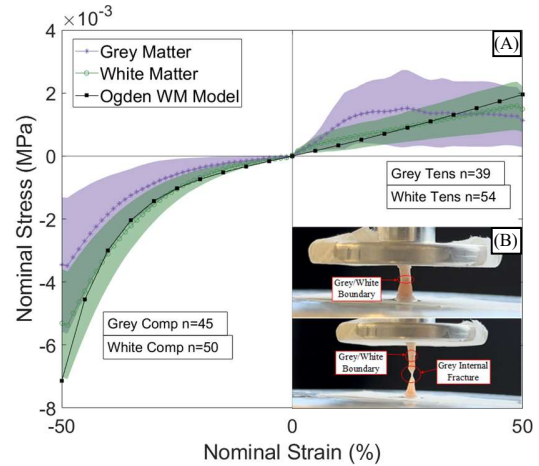 ×10⁻³
4
(A)
Grey Matter
White Matter
Ogden WM Model
2
0
Grey Tens n=39
White Tens n=54
-2
(B)
Grey/White
Boundary
-4
Grey Comp n=45
White Comp n=50
Grey/White
Boundary
Grey Internal
Fracture
-6
-8
-50
0
50
Nominal Stress (MPa)
Nominal Strain (%)